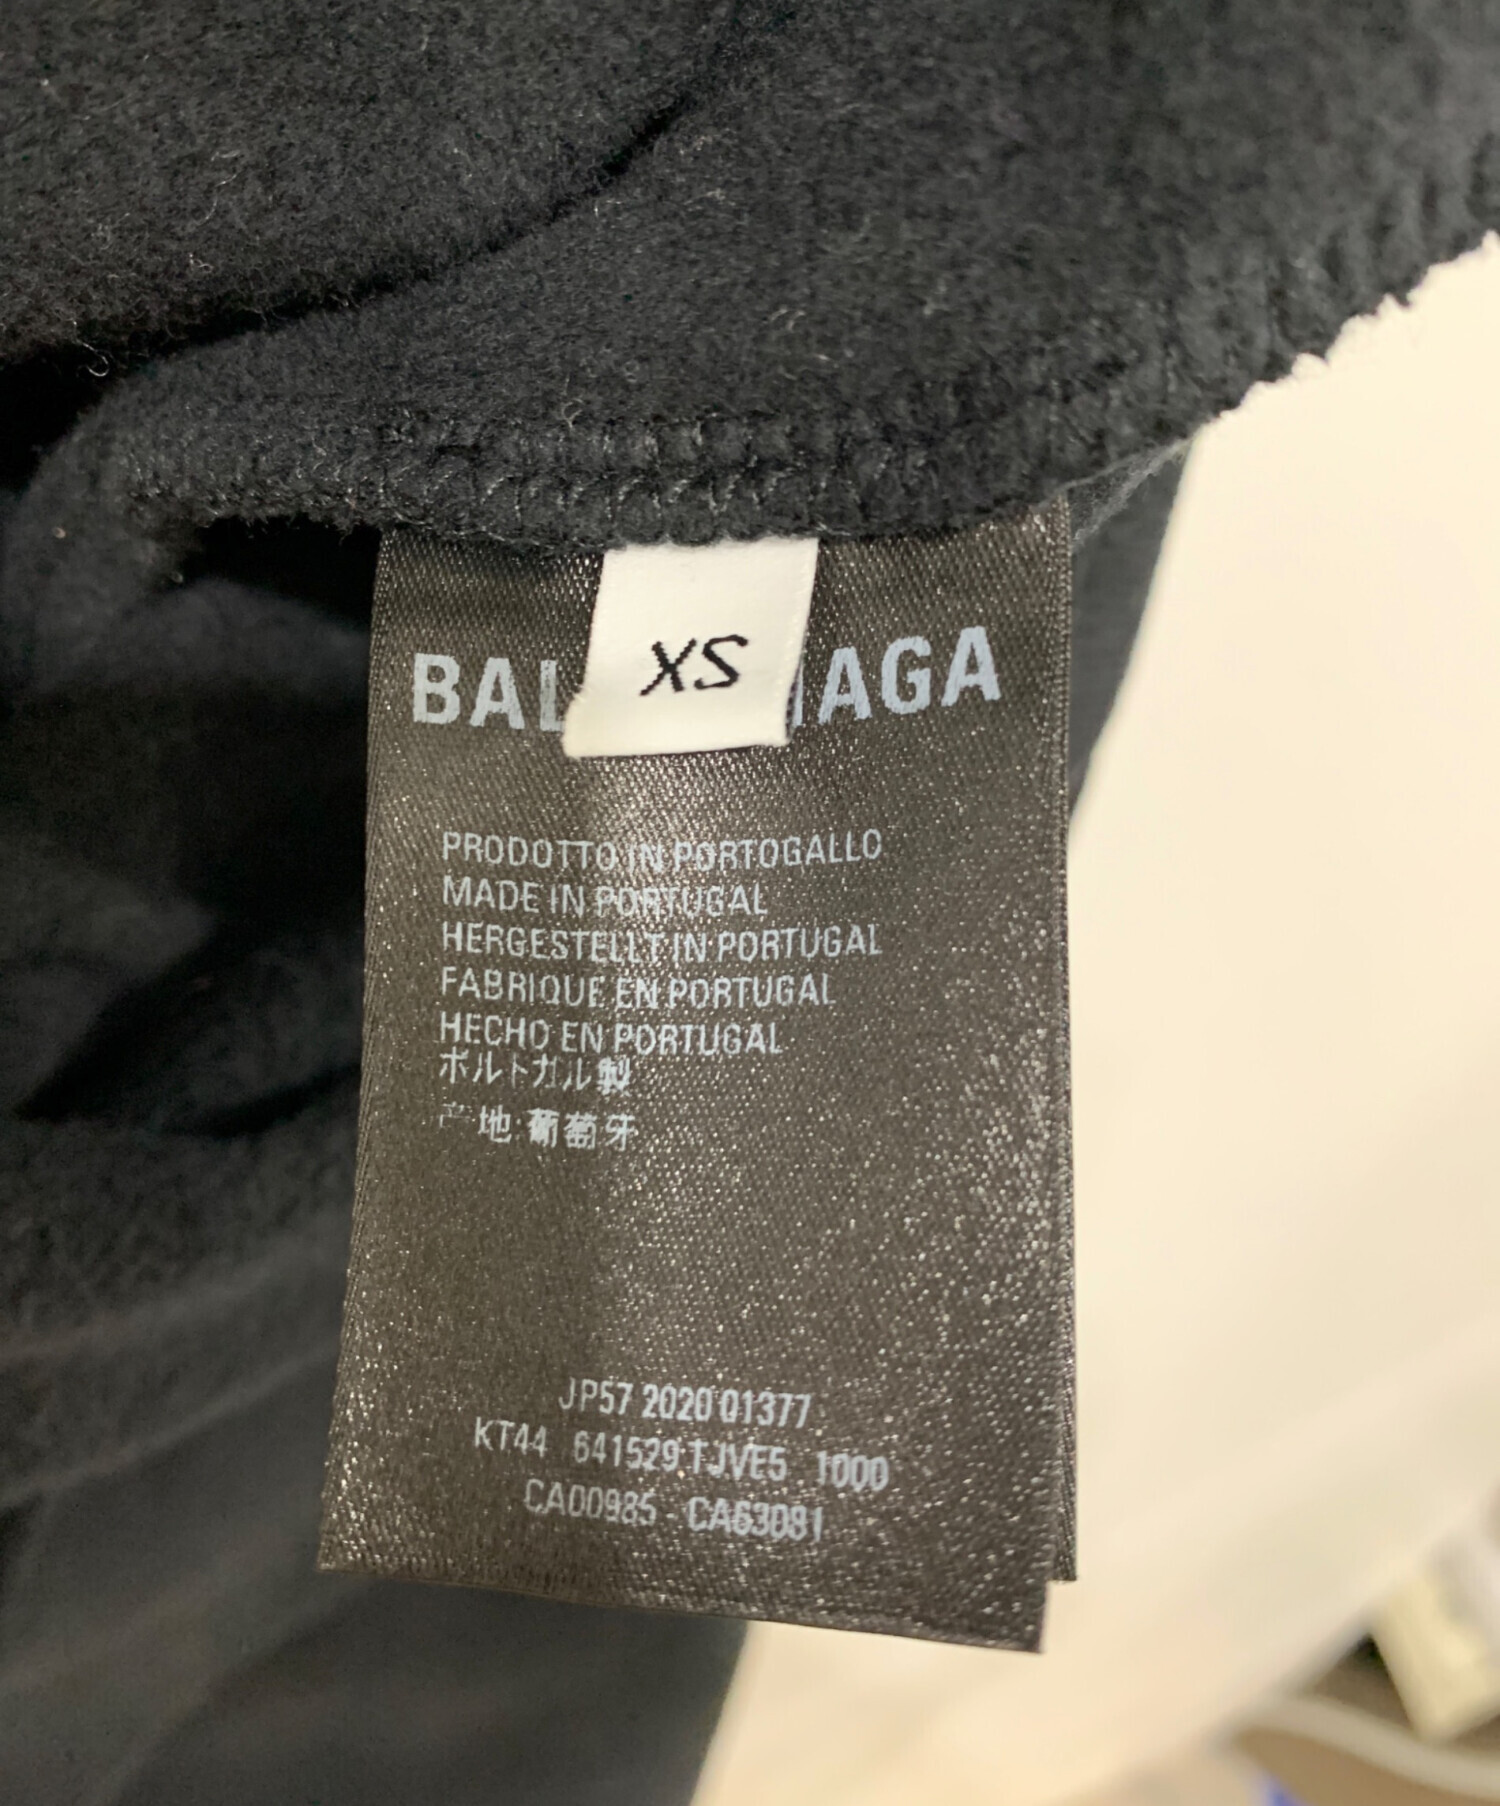 XS
BAL AGA
PRODOTTO IN PORTOGALLO
MADE IN PORTUGAL
HERGESTELLT IN PORTUGAL
FABRIQUE EN PORTUGAL
HECHO EN PORTUGAL
ポルトガル製
产地:葡萄牙
JP57 2020 01377
KT44 641529 TJVE5 1000
CA00985 - CA63081